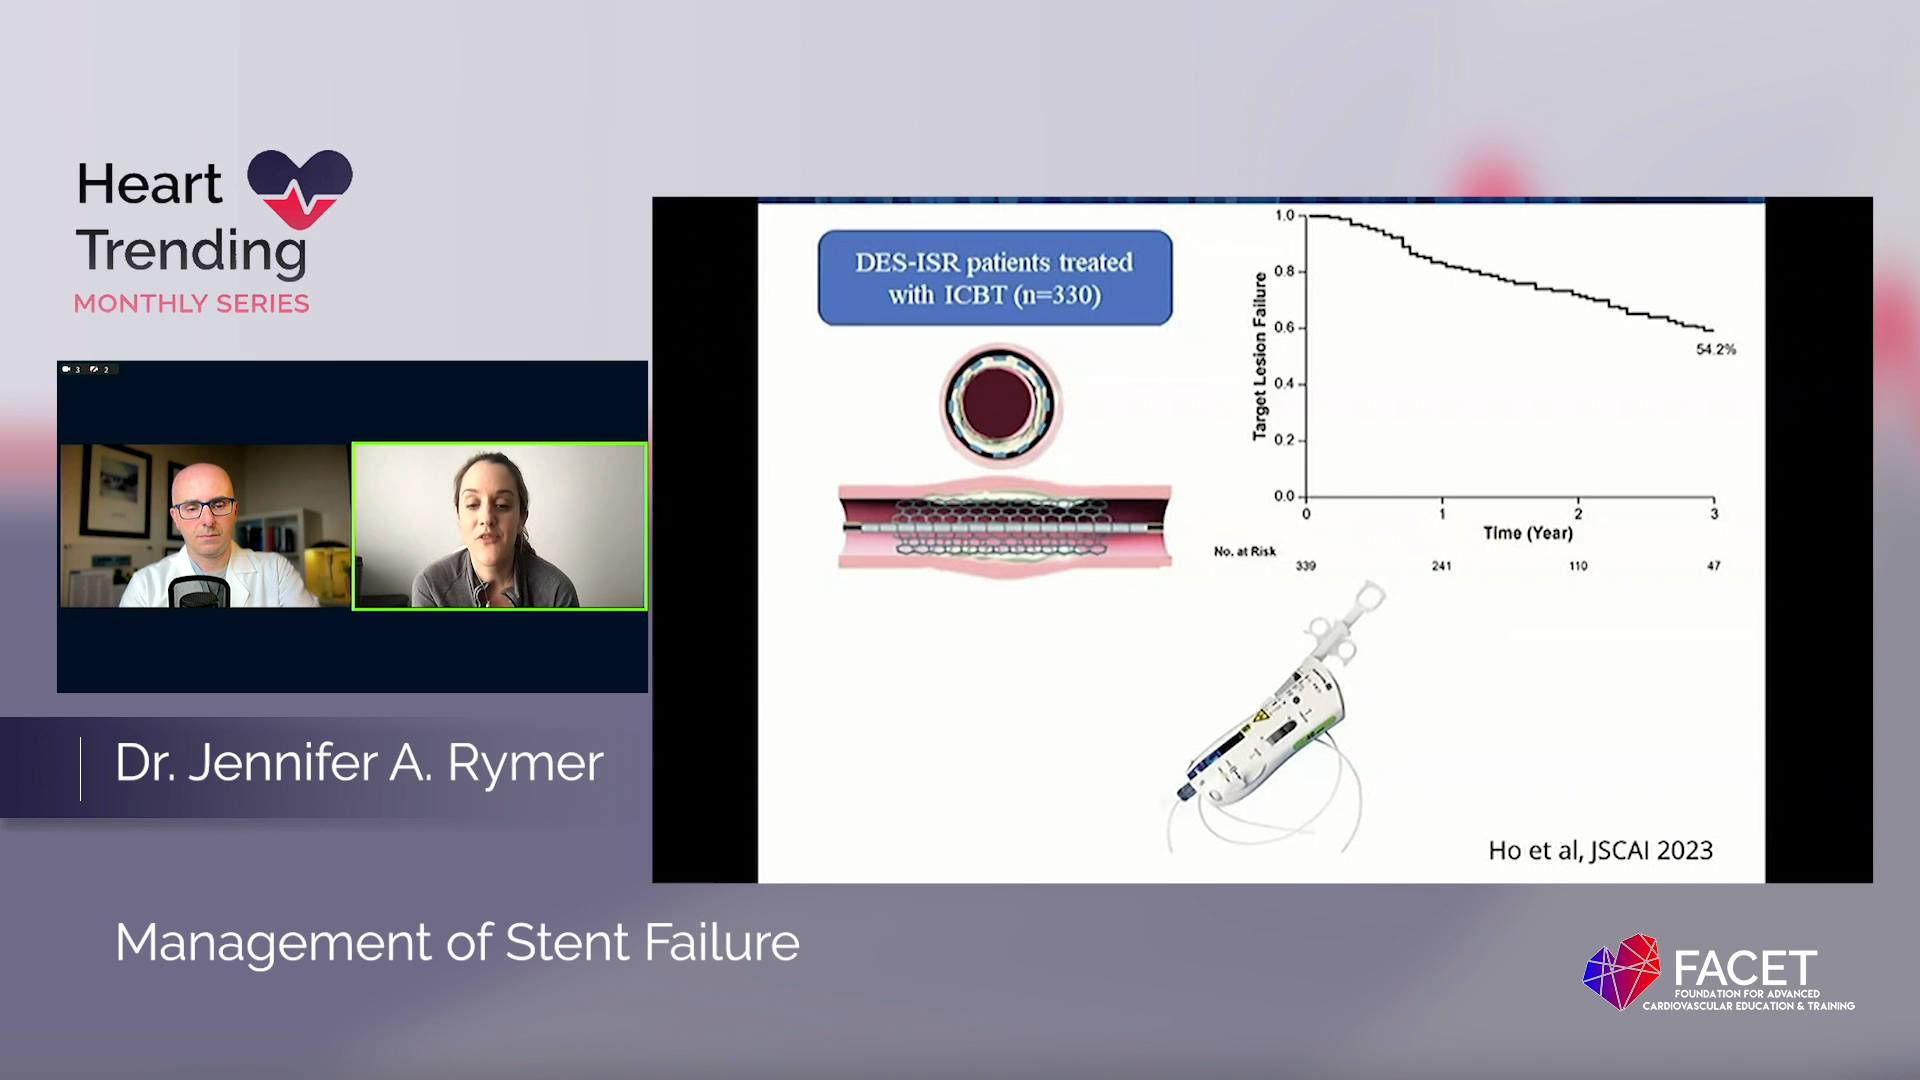 Heart
Trending
MONTHLY SERIES
3 2
Dr. Jennifer A. Rymer
Management of Stent Failure
DES-ISR patients treated
with ICBT (n=330)
Target Lesion Failure
1.0
0.8
0.6
0.4
0.2
0.0
54.2%
0 1 2 3
Time (Year)
No. at Risk
339 241 110 47
Ho et al, JSCAI 2023
FACET
FOUNDATION FOR ADVANCED
CARDIOVASCULAR EDUCATION & TRAINING